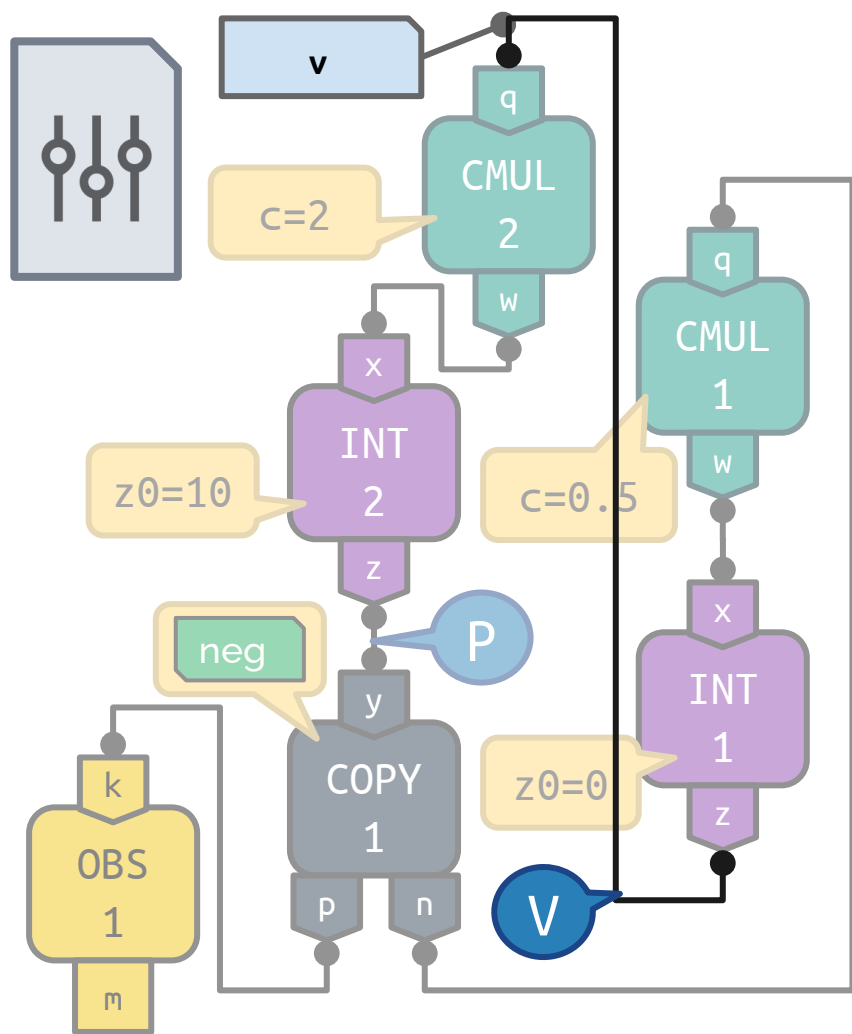 v
q
CMUL
2
c=2
w
q
CMUL
1
x
INT
2
z0=10
w
c=0.5
z
x
neg
P
INT
1
y
k
COPY
1
z0=0
z
OBS
1
p
n
V
m